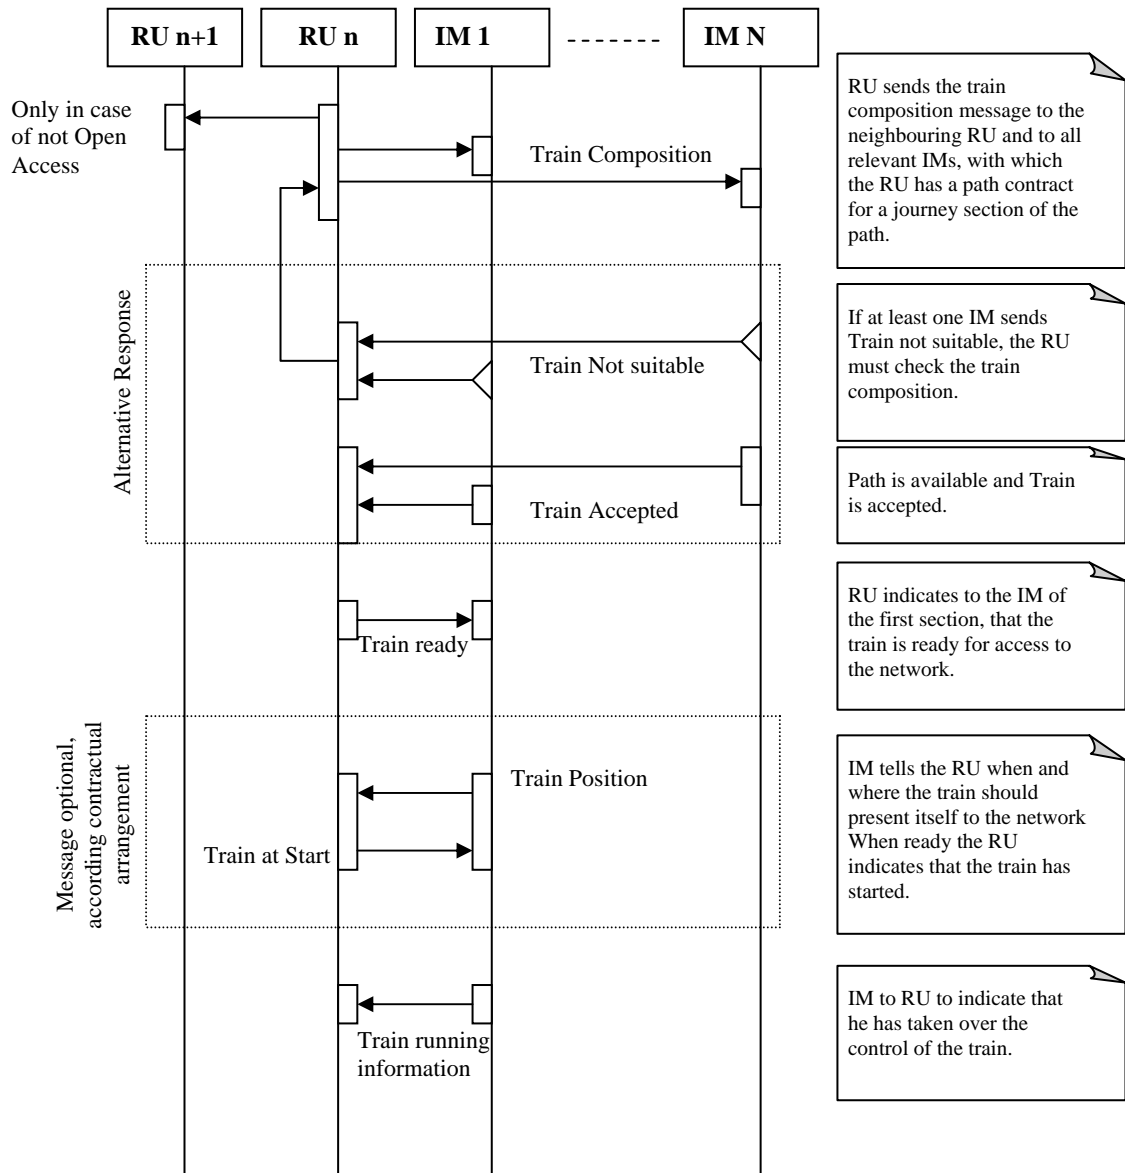 RU n+1
RU n
IM 1
IM N
Only in case
of not Open
Access
Train Composition
RU sends the train
composition message to the
neighbouring RU and to all
relevant IMs, with which
the RU has a path contract
for a journey section of the
path.
Alternative Response
Train Not suitable
If at least one IM sends
Train not suitable, the RU
must check the train
composition.
Train Accepted
Path is available and Train
is accepted.
Train ready
RU indicates to the IM of
the first section, that the
train is ready for access to
the network.
Message optional,
according contractual
arrangement
Train Position
Train at Start
IM tells the RU when and
where the train should
present itself to the network
When ready the RU
indicates that the train has
started.
Train running
information
IM to RU to indicate that
he has taken over the
control of the train.